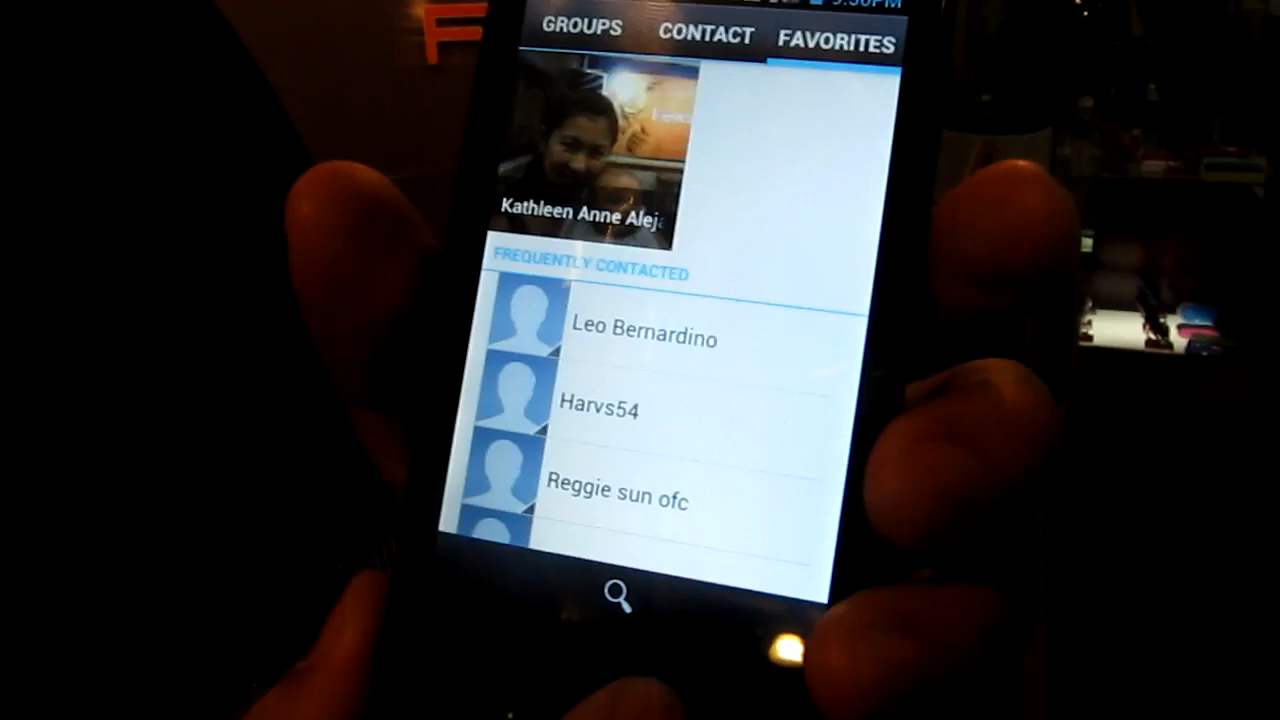 GROUPS CONTACT FAVORITES
Kathleen Anne Alej
FREQUENTLY CONTACTED
Leo Bernardino
Harvs54
Reggie sun ofc
F